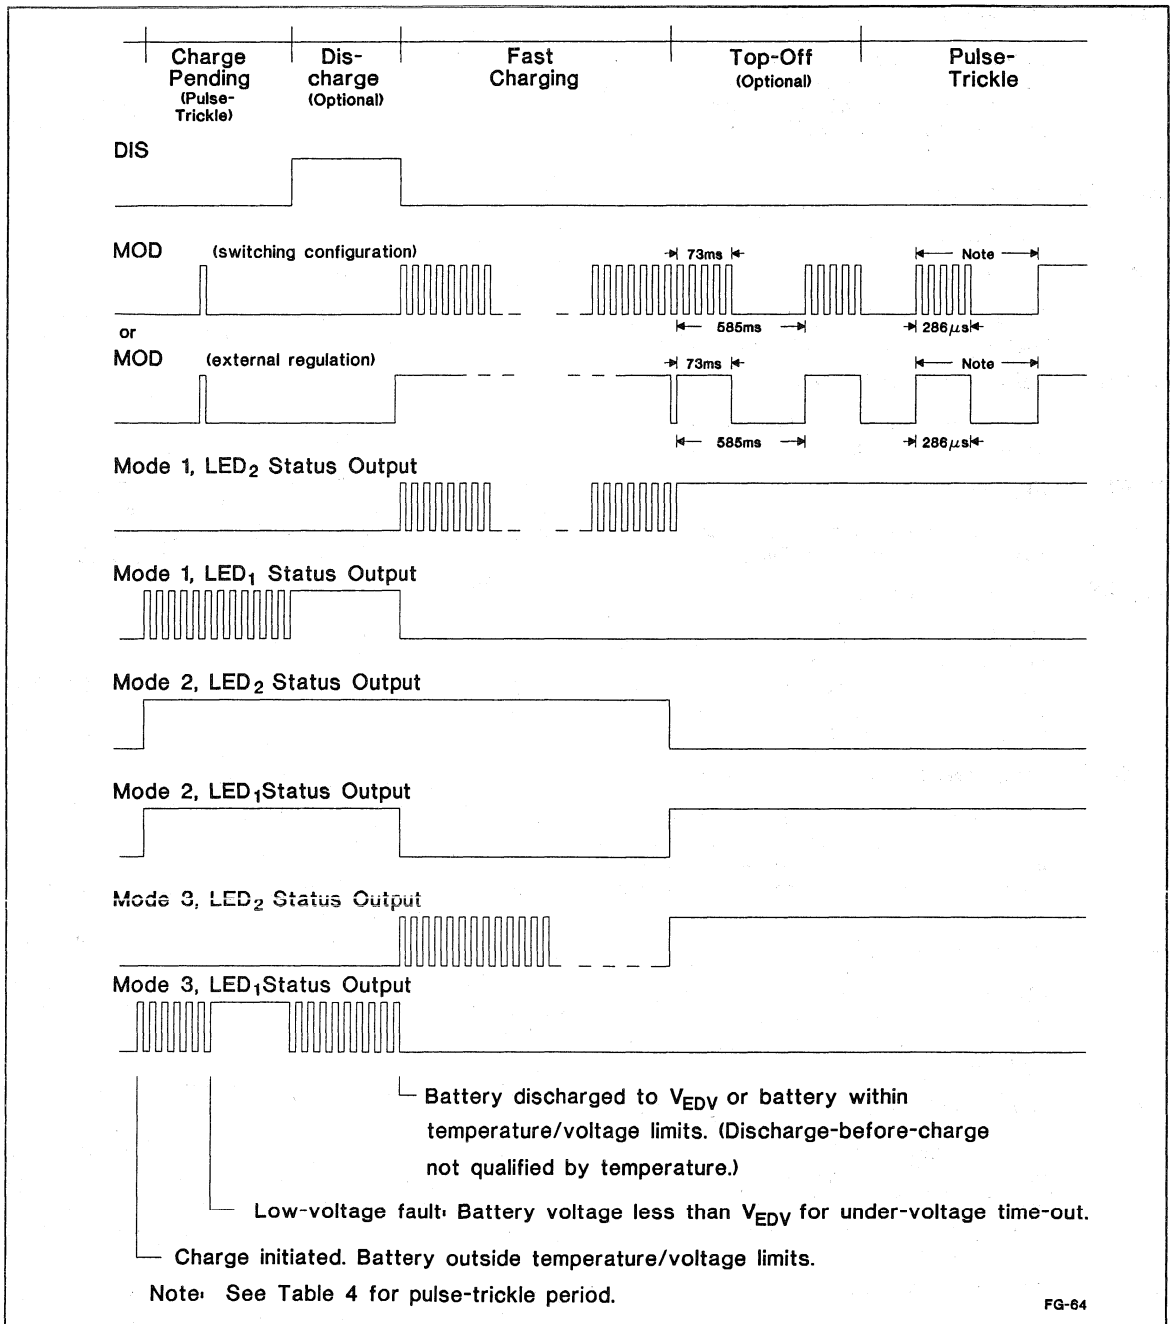 Charge
Pending
(Pulse-
Trickle)
Dis-
charge
(Optional)
Fast
Charging
Top-Off
(Optional)
Pulse-
Trickle
DIS
MOD (switching configuration)
73ms
Note
585ms
286µs
or
MOD (external regulation)
73ms
Note
585ms
286µs
Mode 1, LED2 Status Output
Mode 1, LED1 Status Output
Mode 2, LED2 Status Output
Mode 2, LED1Status Output
Mode 3, LED2 Status Output
Mode 3, LED1Status Output
Battery discharged to VEDV or battery within
temperature/voltage limits. (Discharge-before-charge
not qualified by temperature.)
Low-voltage fault: Battery voltage less than VEDV for under-voltage time-out.
Charge initiated. Battery outside temperature/voltage limits.
Note: See Table 4 for pulse-trickle period.
FG-64